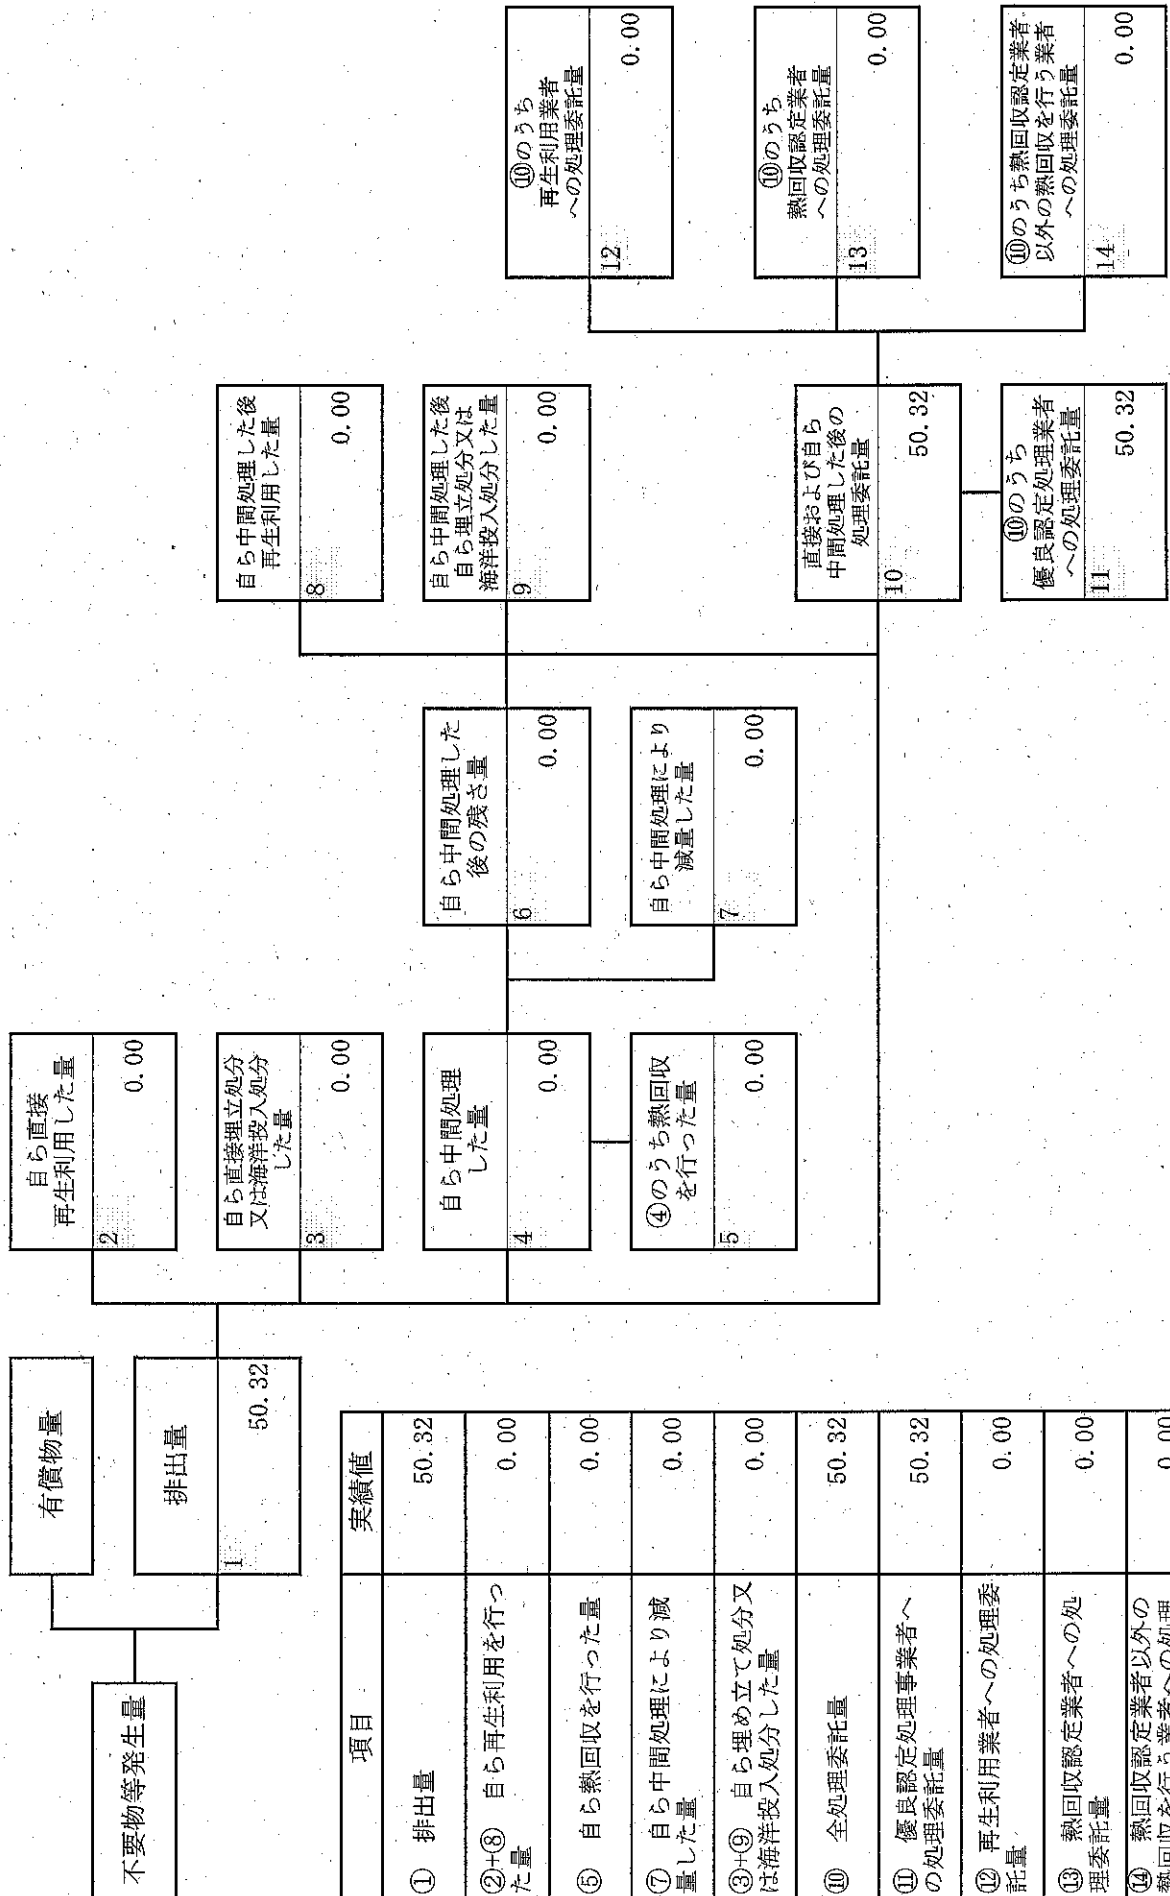 不要物等発生量
有償物量
排出量
1
50.32
自ら直接
再生利用した量
2
0.00
自ら直接埋立処分
又は海洋投入処分
した量
3
0.00
自ら中間処理
した量
4
0.00
④のうち熱回収
を行った量
5
0.00
自ら中間処理した
後の残さ量
6
0.00
自ら中間処理により
減量した量
7
0.00
自ら中間処理した後
再生利用した量
8
0.00
自ら中間処理した後
自ら埋立処分又は
海洋投入処分した量
9
0.00
直接および自ら
中間処理した後の
処理委託量
10
50.32
⑩のうち
優良認定処理業者
への処理委託量
11
50.32
⑩のうち
再生利用業者
への処理委託量
12
0.00
⑩のうち
熱回収認定業者
への処理委託量
13
0.00
⑩のうち熱回収認定業者
以外の熱回収を行う業者
への処理委託量
14
0.00
項目
実績値
① 排出量
50.32
②+⑧ 自ら再生利用を行っ
た量
0.00
⑤ 自ら熱回収を行った量
0.00
⑦ 自ら中間処理により減
量した量
0.00
③+⑨ 自ら埋め立て処分又
は海洋投入処分した量
0.00
⑩ 全処理委託量
50.32
⑪ 優良認定処理事業者へ
の処理委託量
50.32
⑫ 再生利用業者への処理委
託量
0.00
⑬ 熱回収認定業者への処
理委託量
0.00
⑭ 熱回収認定業者以外の
熱回収を行う業者への処理
0.00